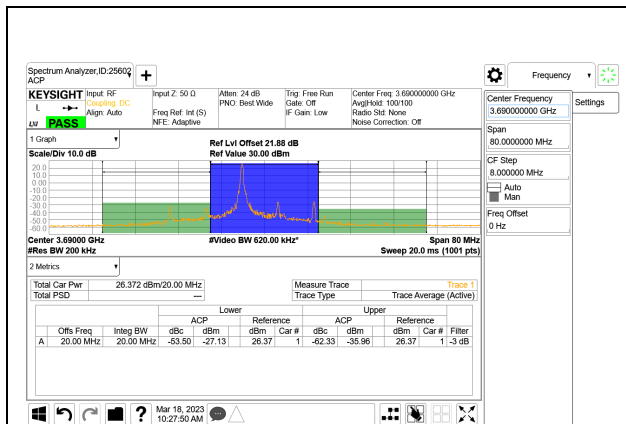 Spectrum Analyzer,ID:25602
ACP
+
Frequency
KEYSIGHT
L
LXI
PASS
Input: RF
Coupling: DC
Align: Auto
Input Z: 50 Ω
Freq Ref: Int (S)
NFE: Adaptive
Atten: 24 dB
PNO: Best Wide
Trig: Free Run
Gate: Off
IF Gain: Low
Center Freq: 3.690000000 GHz
Avg|Hold: 100/100
Radio Std: None
Noise Correction: Off
Center Frequency
3.690000000 GHz
Settings
Span
80.0000000 MHz
CF Step
8.000000 MHz
Auto
Man
Freq Offset
0 Hz
1 Graph
Scale/Div 10.0 dB
Ref Lvl Offset 21.88 dB
Ref Value 30.00 dBm
20.0
10.0
0.00
-10.0
-20.0
-30.0
-40.0
-50.0
-60.0
Center 3.69000 GHz
#Video BW 620.00 kHz*
Span 80 MHz
#Res BW 200 kHz
Sweep 20.0 ms (1001 pts)
2 Metrics
Total Car Pwr 26.372 dBm/20.00 MHz
Total PSD ---
Measure Trace Trace 1
Trace Type Trace Average (Active)
Lower Upper
ACP Reference ACP Reference
Offs Freq Integ BW dBc dBm dBm Car # dBc dBm dBm Car # Filter
A 20.00 MHz 20.00 MHz -53.50 -27.13 26.37 1 -62.33 -35.96 26.37 1 -3 dB
?
Mar 18, 2023
10:27:50 AM